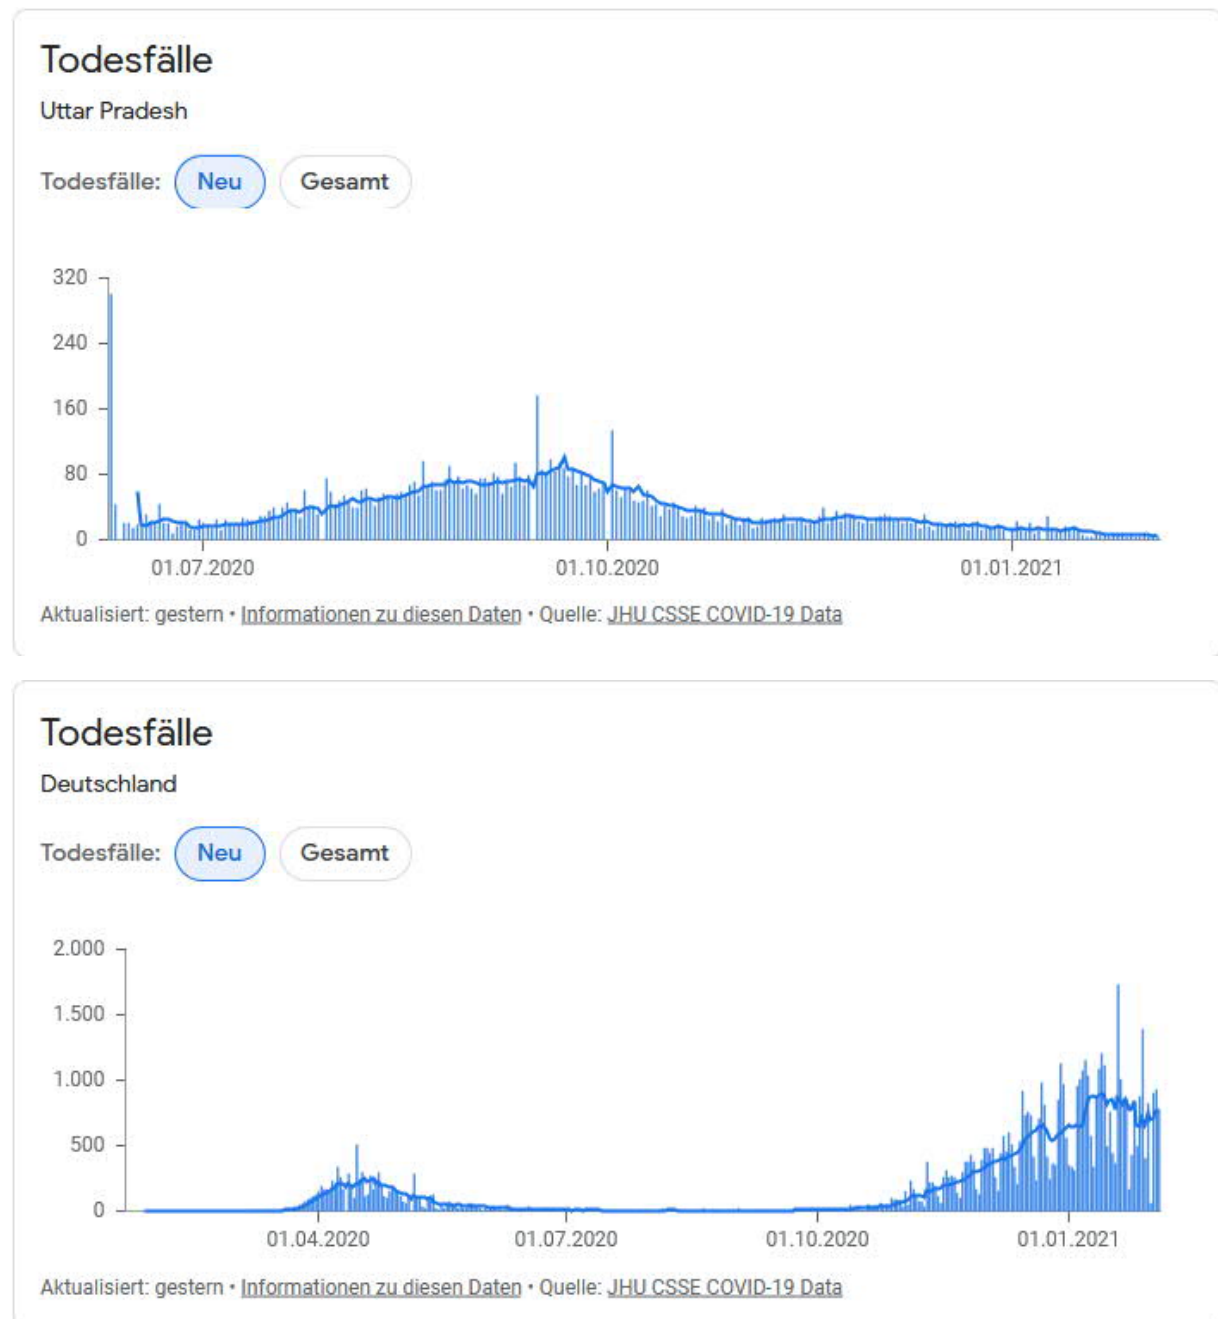 Todesfälle
Uttar Pradesh
Todesfälle: Neu Gesamt
320
240
160
80
0
01.07.2020 01.10.2020 01.01.2021
Aktualisiert: gestern • Informationen zu diesen Daten • Quelle: JHU CSSE COVID-19 Data
Todesfälle
Deutschland
Todesfälle: Neu Gesamt
2.000
1.500
1.000
500
0
01.04.2020 01.07.2020 01.10.2020 01.01.2021
Aktualisiert: gestern • Informationen zu diesen Daten • Quelle: JHU CSSE COVID-19 Data